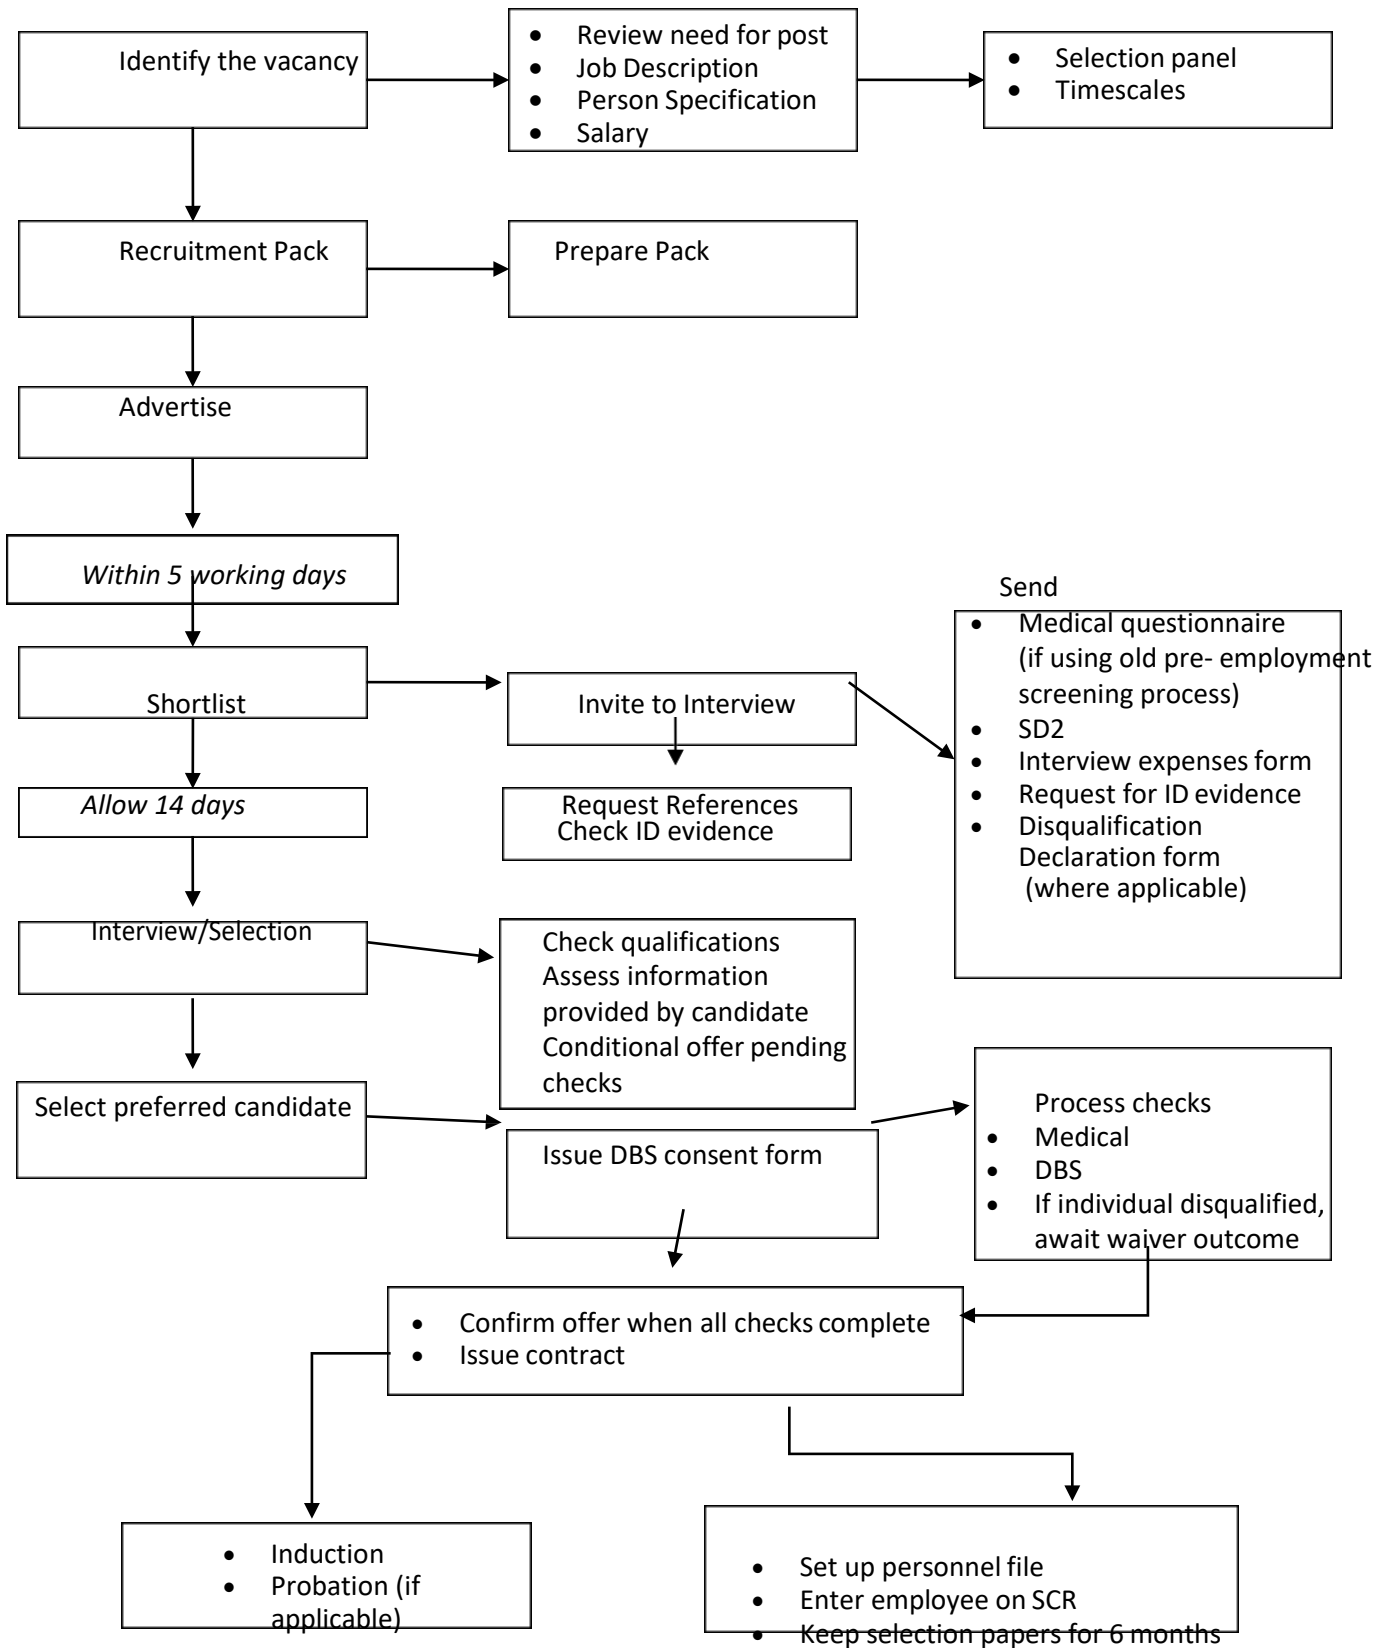 Identify the vacancy
• Review need for post
• Job Description
• Person Specification
• Salary
• Selection panel
• Timescales
Recruitment Pack
Prepare Pack
Advertise
Within 5 working days
Shortlist
Invite to Interview
Send
• Medical questionnaire
(if using old pre- employment
screening process)
• SD2
• Interview expenses form
• Request for ID evidence
• Disqualification
Declaration form
(where applicable)
Allow 14 days
Request References
Check ID evidence
Interview/Selection
Check qualifications
Assess information
provided by candidate
Conditional offer pending
checks
Select preferred candidate
Issue DBS consent form
Process checks
• Medical
• DBS
• If individual disqualified,
await waiver outcome
• Confirm offer when all checks complete
• Issue contract
• Induction
• Probation (if
applicable)
• Set up personnel file
• Enter employee on SCR
• Keep selection papers for 6 months